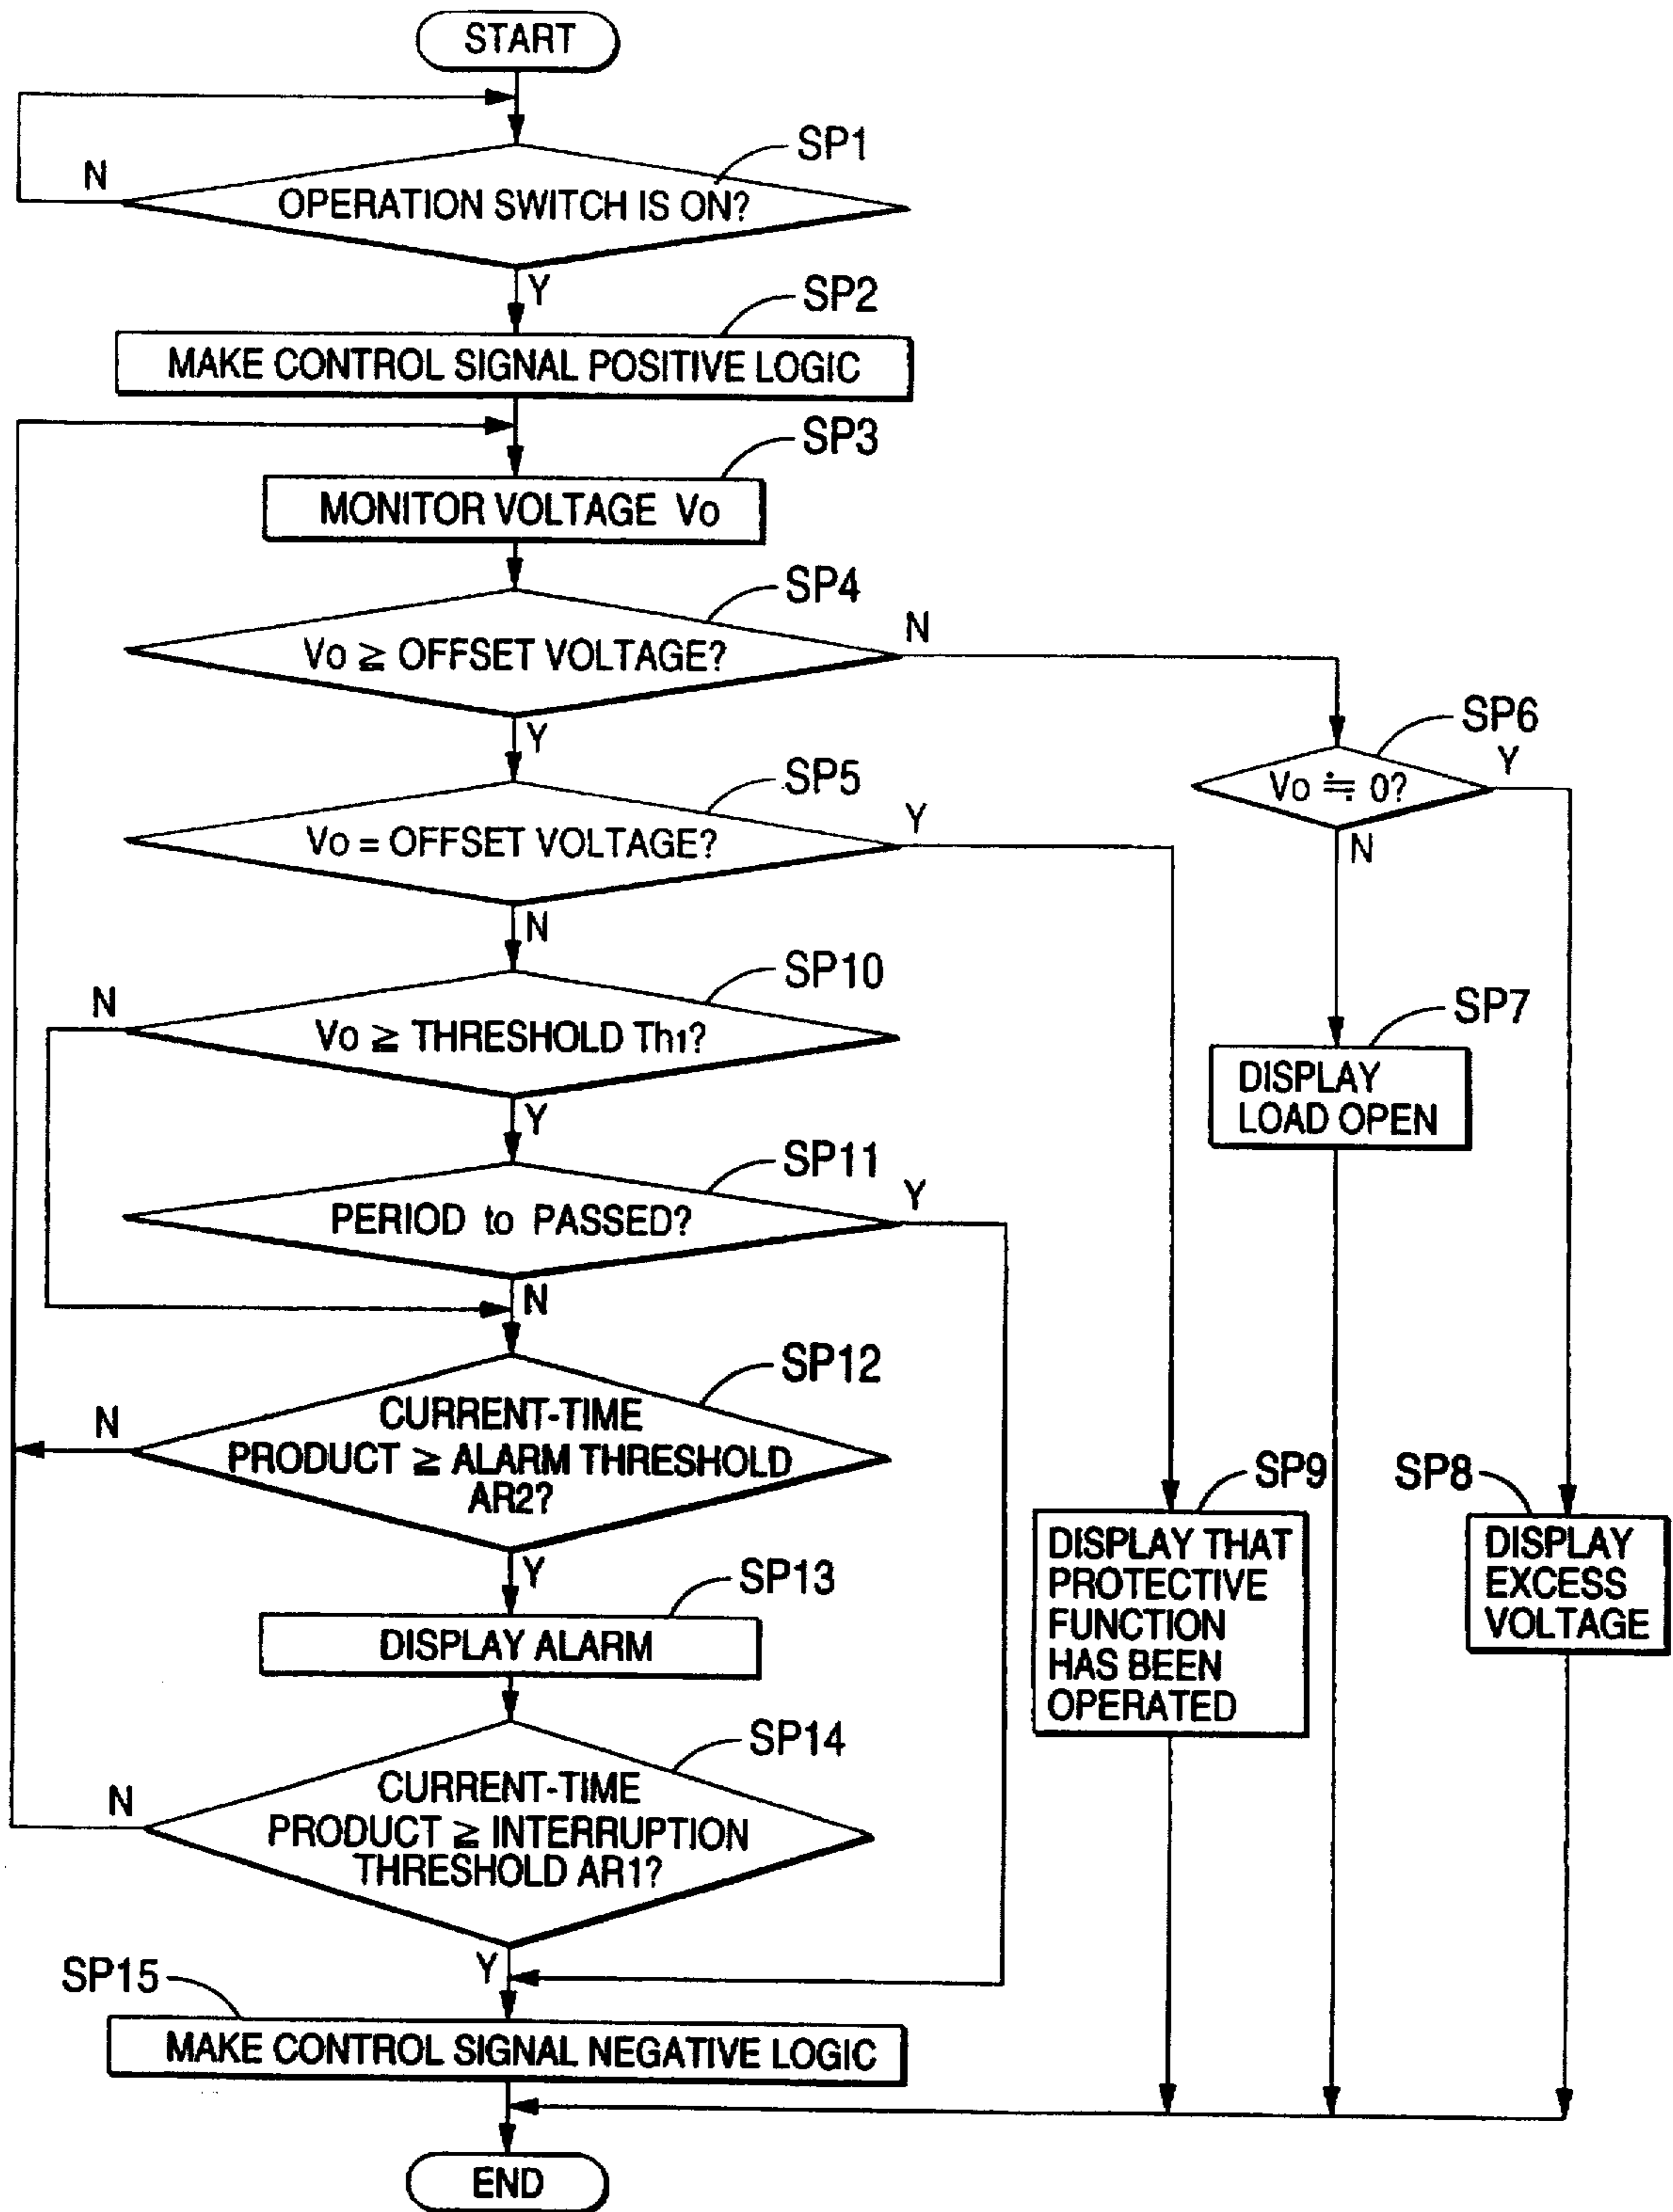 START
SP1
N
OPERATION SWITCH IS ON?
Y
SP2
MAKE CONTROL SIGNAL POSITIVE LOGIC
SP3
MONITOR VOLTAGE Vo
SP4
N
Vo ≧ OFFSET VOLTAGE?
Y
SP6
Y
Vo ≒ 0?
N
SP5
Y
Vo = OFFSET VOLTAGE?
N
SP10
N
Vo ≧ THRESHOLD Th1?
Y
SP7
DISPLAY
LOAD OPEN
SP11
Y
PERIOD to PASSED?
N
SP12
N
CURRENT-TIME
PRODUCT ≧ ALARM THRESHOLD
AR2?
Y
SP9
DISPLAY THAT
PROTECTIVE
FUNCTION
HAS BEEN
OPERATED
SP8
DISPLAY
EXCESS
VOLTAGE
SP13
DISPLAY ALARM
SP14
N
CURRENT-TIME
PRODUCT ≧ INTERRUPTION
THRESHOLD AR1?
Y
SP15
MAKE CONTROL SIGNAL NEGATIVE LOGIC
END